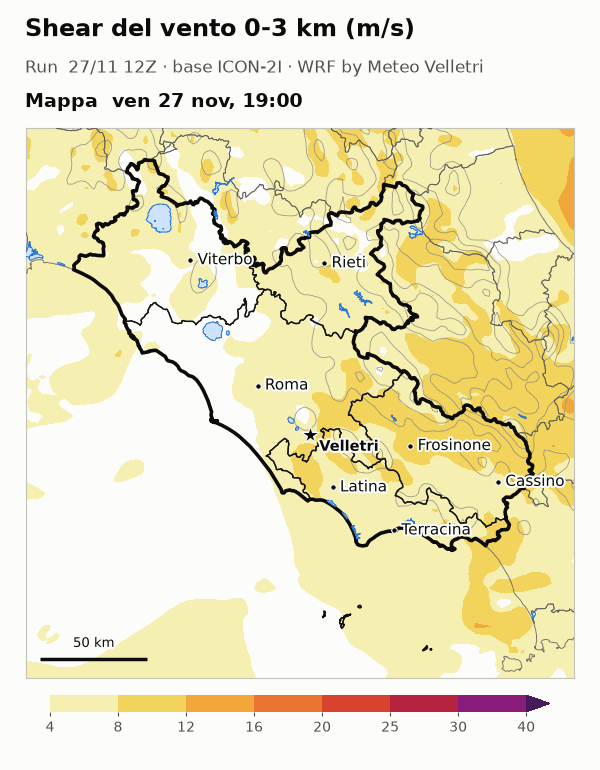 Shear del vento 0-3 km (m/s)
Run  27/11 12Z · base ICON-2I · WRF by Meteo Velletri
Mappa  ven 27 nov, 19:00
Viterbo
Rieti
Roma
Velletri
Frosinone
Latina
Cassino
Terracina
50 km
4 8 12 16 20 25 30 40